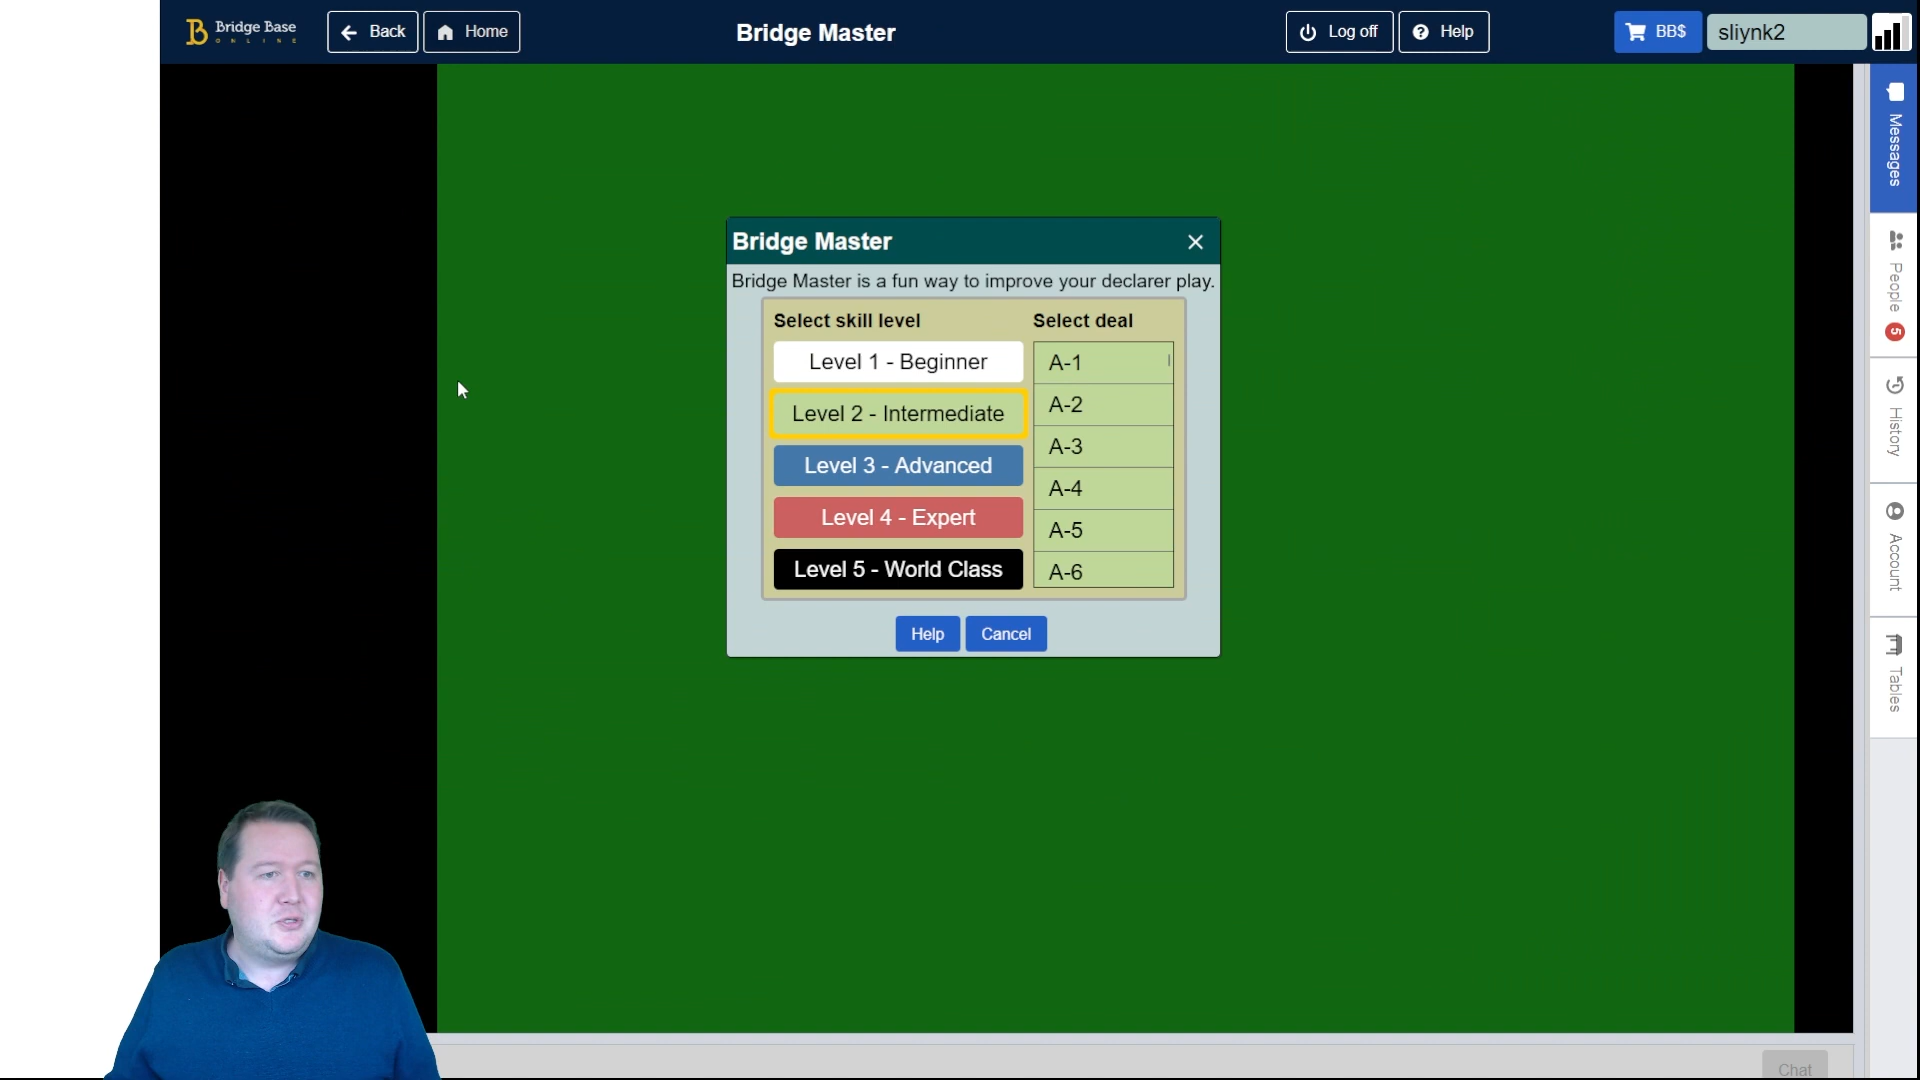 Bridge Base
ONLINE
Back
Home
Bridge Master
Log off
Help
BB$
sliynk2
Messages
People
5
History
Account
Tables
Bridge Master
Bridge Master is a fun way to improve your declarer play.
Select skill level
Select deal
Level 1 - Beginner
Level 2 - Intermediate
Level 3 - Advanced
Level 4 - Expert
Level 5 - World Class
A-1
A-2
A-3
A-4
A-5
A-6
Help
Cancel
Chat